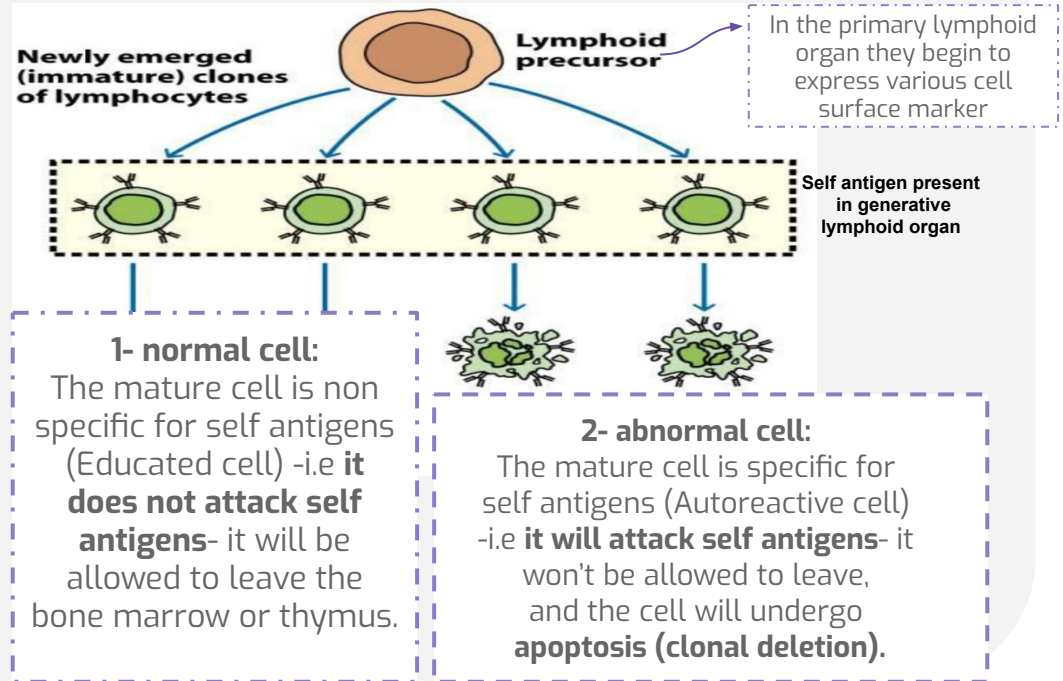 Newly emerged
(immature) clones
of lymphocytes
Lymphoid
precursor
In the primary lymphoid
organ they begin to
express various cell
surface marker
Self antigen present
in generative
lymphoid organ
1- normal cell:
The mature cell is non
specific for self antigens
(Educated cell) -i.e it
does not attack self
antigens- it will be
allowed to leave the
bone marrow or thymus.
2- abnormal cell:
The mature cell is specific for
self antigens (Autoreactive cell)
-i.e it will attack self antigens- it
won't be allowed to leave,
and the cell will undergo
apoptosis (clonal deletion).